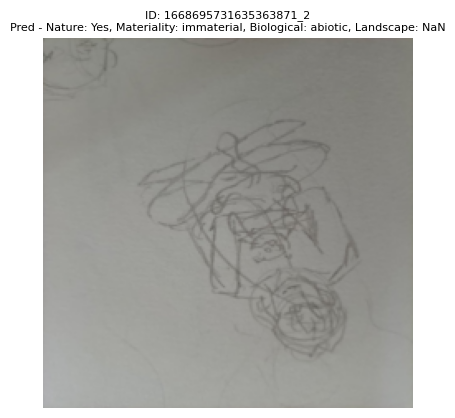 ID: 1668695731635363871_2
Pred - Nature: Yes, Materiality: immaterial, Biological: abiotic, Landscape: NaN